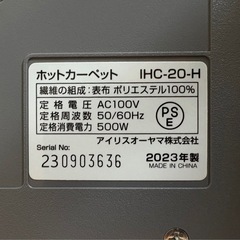 ホットカーペット IHC-20-H
繊維の組成：表布 ポリエステル100%
定格電圧 AC100V
定格周波数 50/60Hz
定格消費電力 500W
PS
E
アイリスオーヤマ株式会社
Serial No:
230903636
2023年製
MADE IN CHINA